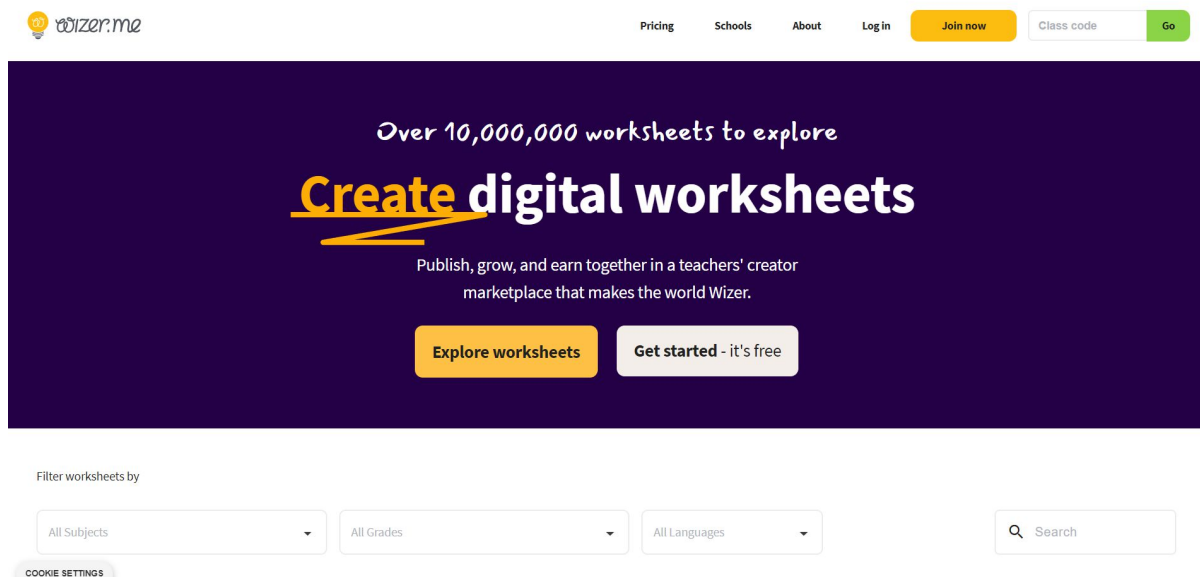 wizer.me
Pricing Schools About Log in Join now Class code Go
Over 10,000,000 worksheets to explore
Create digital worksheets
Publish, grow, and earn together in a teachers' creator
marketplace that makes the world Wizer.
Explore worksheets Get started - it's free
Filter worksheets by
All Subjects All Grades All Languages Search
COOKIE SETTINGS